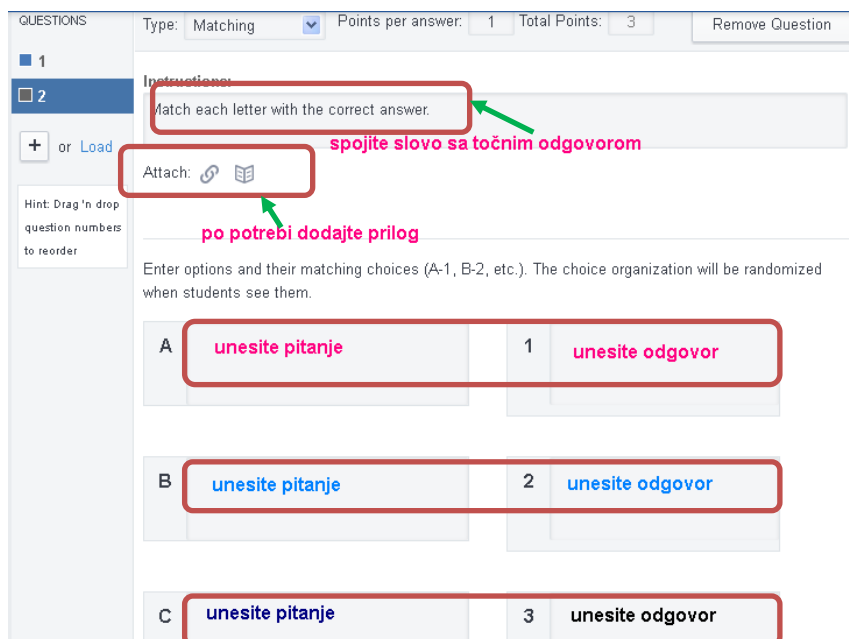 QUESTIONS
Type: Matching Points per answer: 1 Total Points: 3 Remove Question
1
2
+ or Load
Hint: Drag 'n drop
question numbers
to reorder
Instructions:
Match each letter with the correct answer.
spojite slovo sa točnim odgovorom
Attach:
po potrebi dodajte prilog
Enter options and their matching choices (A-1, B-2, etc.). The choice organization will be randomized
when students see them.
A unesite pitanje 1 unesite odgovor
B unesite pitanje 2 unesite odgovor
C unesite pitanje 3 unesite odgovor